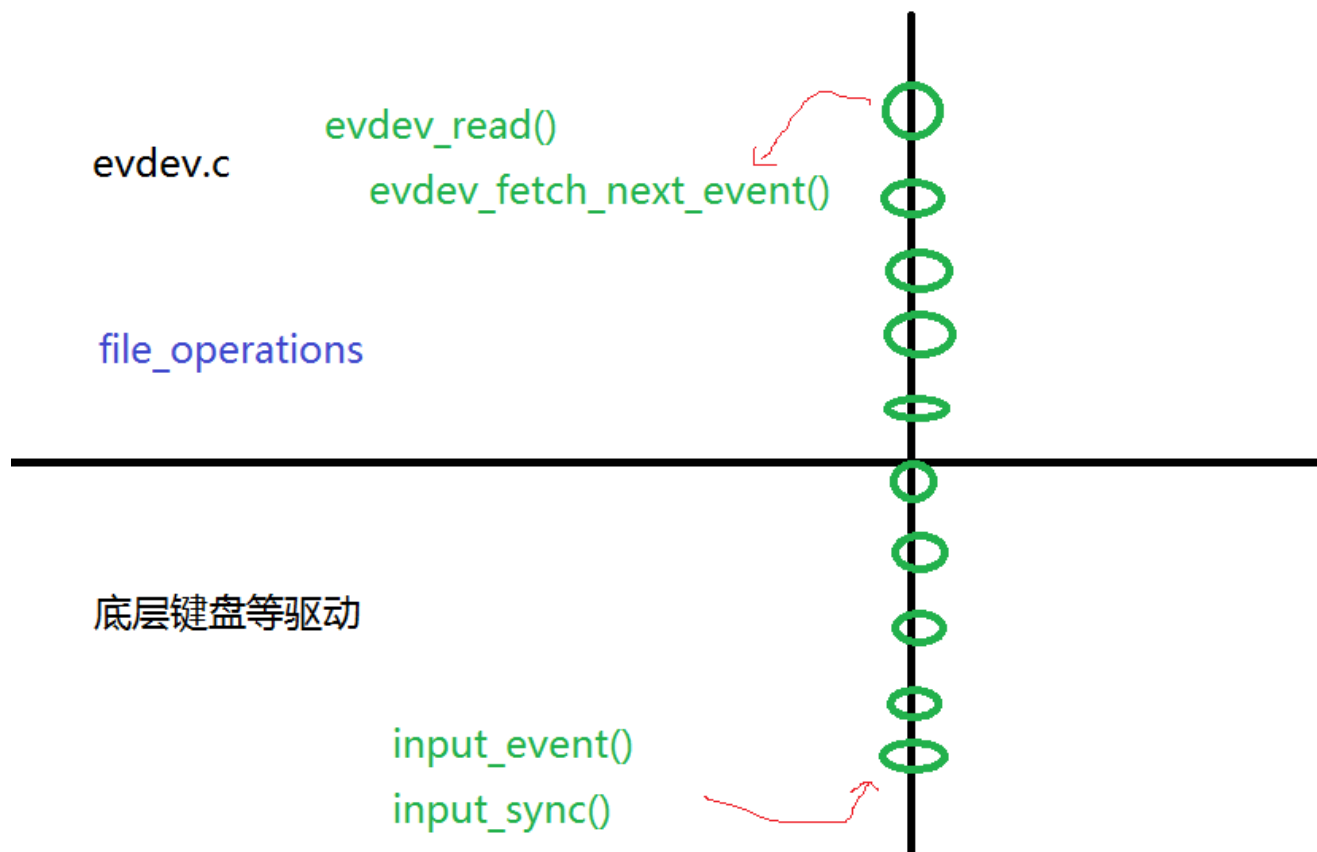 evdev_read()
evdev.c
evdev_fetch_next_event()
file_operations
底层键盘等驱动
input_event()
input_sync()